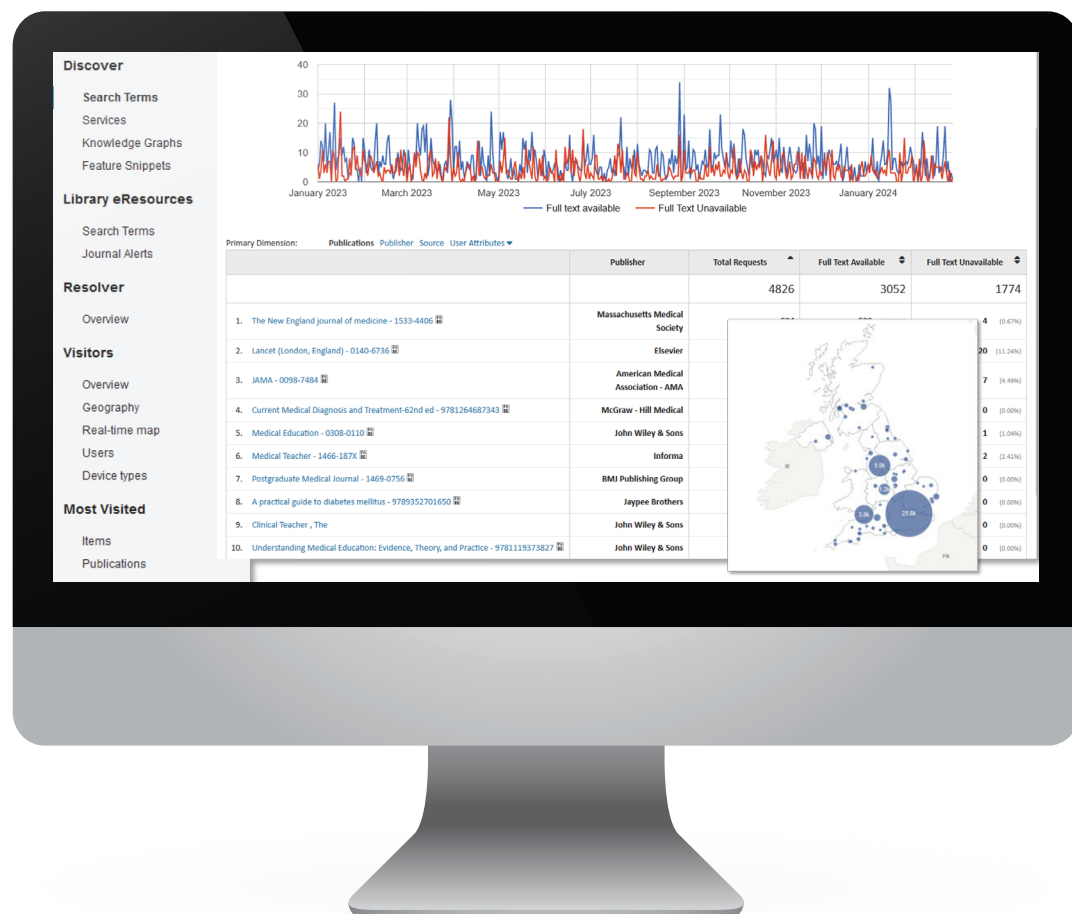 Discover
Search Terms
Services
Knowledge Graphs
Feature Snippets
Library eResources
Search Terms
Journal Alerts
Resolver
Overview
Visitors
Overview
Geography
Real-time map
Users
Device types
Most Visited
Items
Publications
40
30
20
10
0
January 2023 March 2023 May 2023 July 2023 September 2023 November 2023 January 2024
Full text available Full Text Unavailable
Primary Dimension: Publications Publisher Source User Attributes
Publisher Total Requests Full Text Available Full Text Unavailable
4826 3052 1774
1. The New England journal of medicine - 1533-4406 Massachusetts Medical Society 4 (0.67%)
2. Lancet (London, England) - 0140-6736 Elsevier 20 (11.24%)
3. JAMA - 0098-7484 American Medical Association - AMA 7 (4.49%)
4. Current Medical Diagnosis and Treatment-62nd ed - 9781264687343 McGraw - Hill Medical 0 (0.00%)
5. Medical Education - 0308-0110 John Wiley & Sons 1 (1.04%)
6. Medical Teacher - 1466-187X Informa 2 (2.41%)
7. Postgraduate Medical Journal - 1469-0756 BMJ Publishing Group 0 (0.00%)
8. A practical guide to diabetes mellitus - 9789352701650 Jaypee Brothers 0 (0.00%)
9. Clinical Teacher , The John Wiley & Sons 0 (0.00%)
10. Understanding Medical Education: Evidence, Theory, and Practice - 9781119373827 John Wiley & Sons 0 (0.00%)
IE
5.0k
3.8k
28.8k
FR